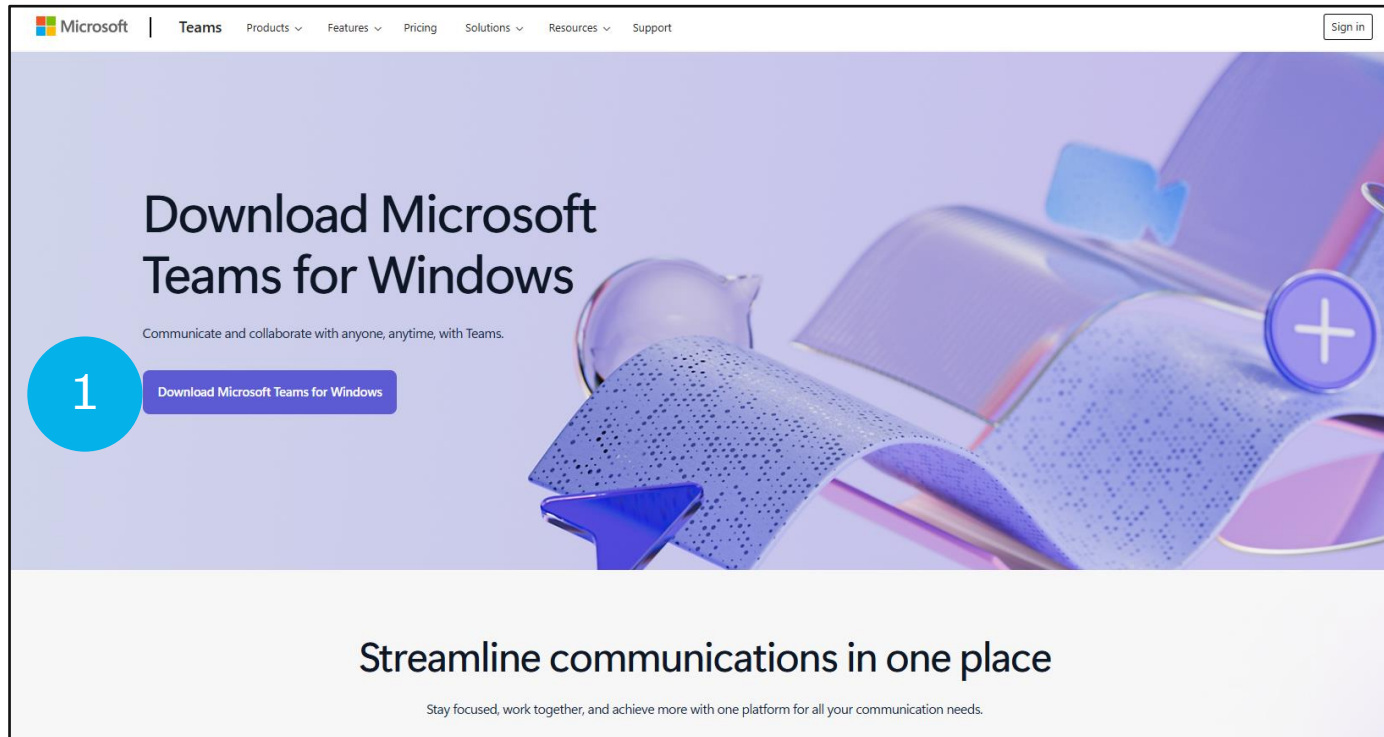 Microsoft Teams Products Features Pricing Solutions Resources Support Sign in
Download Microsoft
Teams for Windows
Communicate and collaborate with anyone, anytime, with Teams.
1
Download Microsoft Teams for Windows
Streamline communications in one place
Stay focused, work together, and achieve more with one platform for all your communication needs.